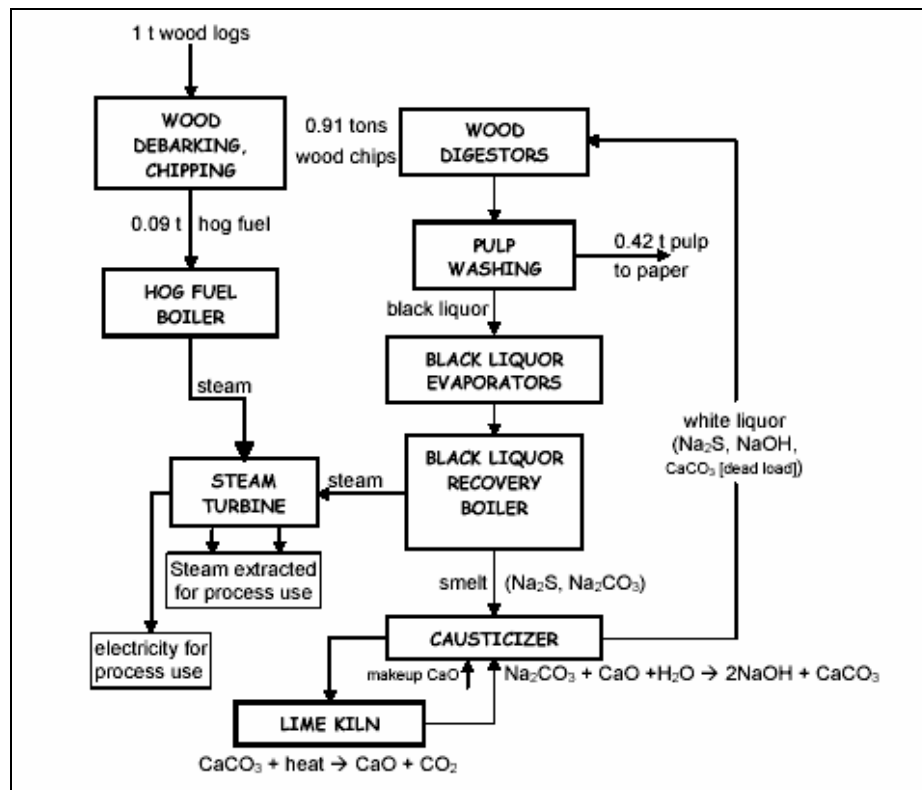 1 t wood logs
WOOD
DEBARKING,
CHIPPING
0.09 t hog fuel
HOG FUEL
BOILER
steam
0.91 tons
wood chips
WOOD
DIGESTORS
PULP
WASHING
0.42 t pulp
to paper
black liquor
BLACK LIQUOR
EVAPORATORS
BLACK LIQUOR
RECOVERY
BOILER
steam
STEAM
TURBINE
Steam extracted
for process use
electricity for
process use
smelt (Na₂S, Na₂CO₃)
white liquor
(Na₂S, NaOH,
CaCO₃ [dead load])
CAUSTICIZER
makeup CaO
Na₂CO₃ + CaO +H₂O → 2NaOH + CaCO₃
LIME KILN
CaCO₃ + heat → CaO + CO₂